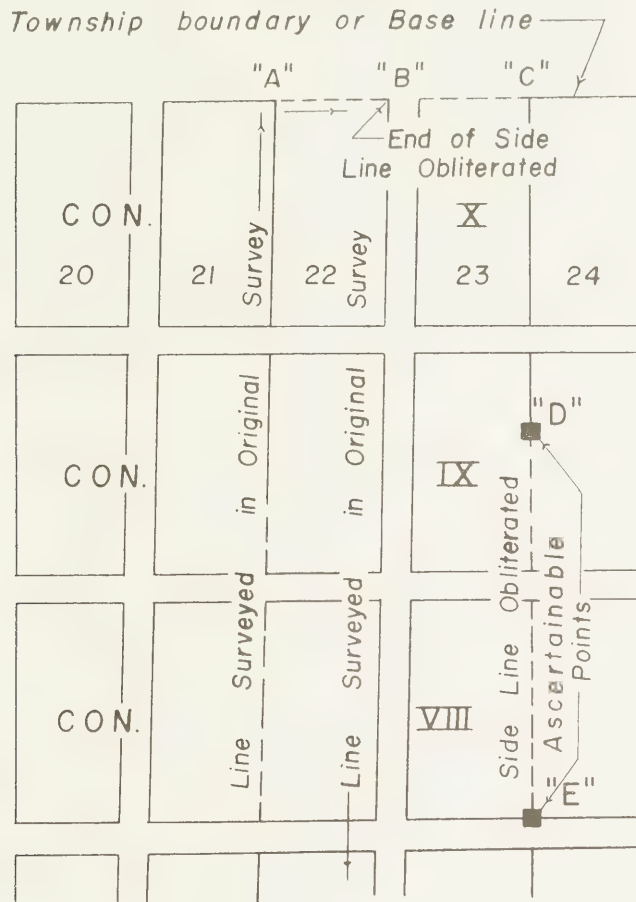 Township boundary or Base line
"A" "B" "C"
End of Side
Line Obliterated
CON. X
20 21 22 23 24
Survey Survey
"D"
CON. IX
Line Surveyed in Original
Line Surveyed in Original
Side Line Obliterated
Ascertainable
Points
CON. VIII
"E"